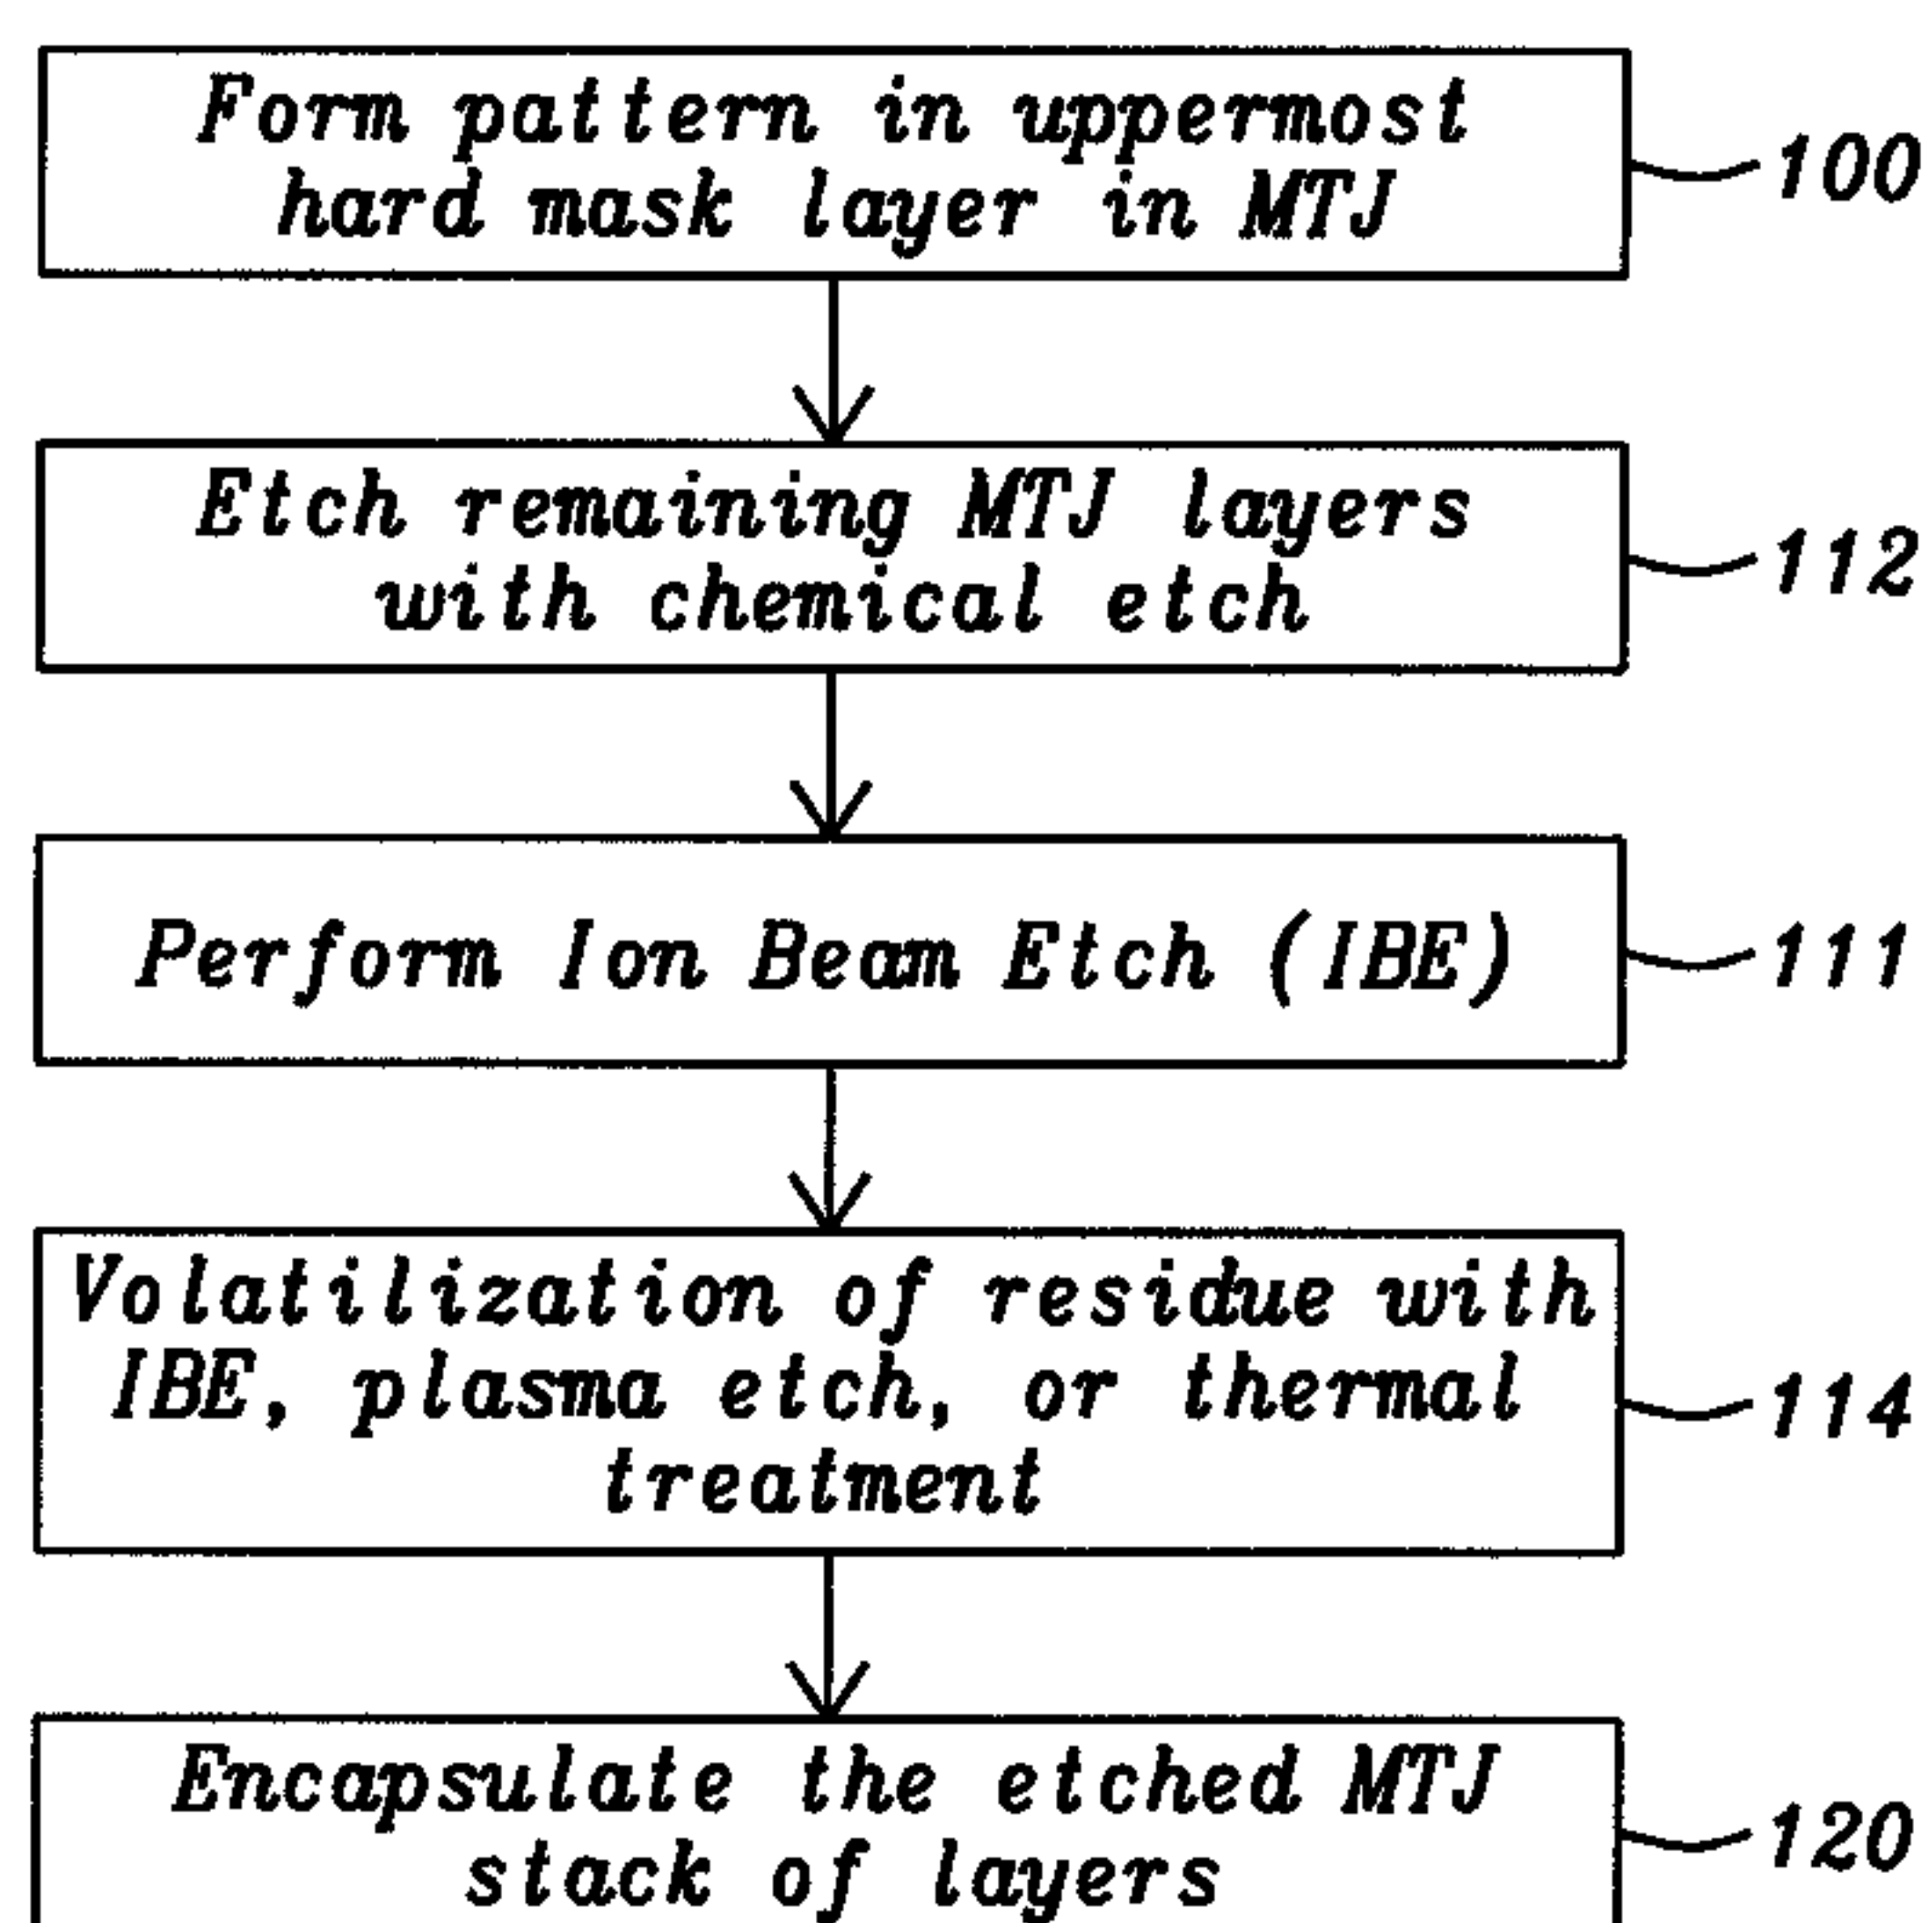 Form pattern in uppermost
hard mask layer in MTJ
100
Etch remaining MTJ layers
with chemical etch
112
Perform Ion Beam Etch (IBE)
111
Volatilization of residue with
IBE, plasma etch, or thermal
treatment
114
Encapsulate the etched MTJ
stack of layers
120